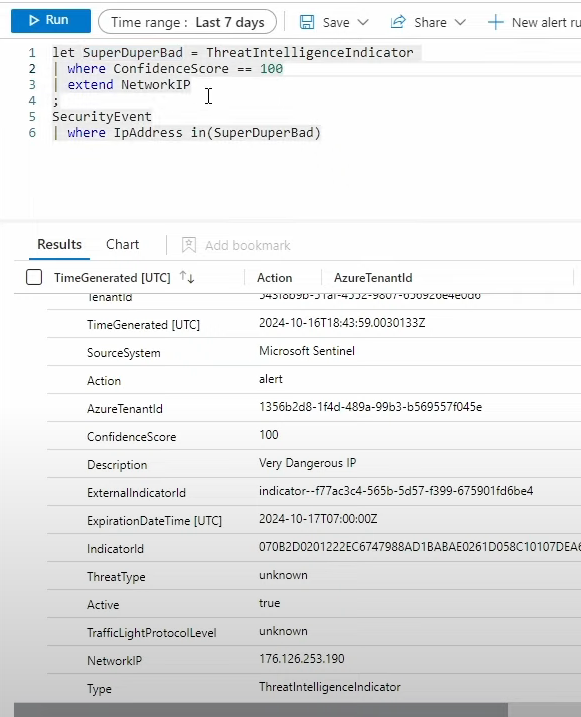 Run
Time range : Last 7 days
Save
Share
New alert ru
1 let SuperDuperBad = ThreatIntelligenceIndicator
2 | where ConfidenceScore == 100
3 | extend NetworkIP
4 ;
5 SecurityEvent
6 | where IpAddress in(SuperDuperBad)
Results Chart Add bookmark
TimeGenerated [UTC] Action AzureTenantId
TenantId
TimeGenerated [UTC] 2024-10-16T18:43:59.0030133Z
SourceSystem Microsoft Sentinel
Action alert
AzureTenantId 1356b2d8-1f4d-489a-99b3-b569557f045e
ConfidenceScore 100
Description Very Dangerous IP
ExternalIndicatorId indicator--f77ac3c4-565b-5d57-f399-675901fd6be4
ExpirationDateTime [UTC] 2024-10-17T07:00:00Z
IndicatorId 070B2D0201222EC6747988AD1BABAE0261D058C10107DEA6
ThreatType unknown
Active true
TrafficLightProtocolLevel unknown
NetworkIP 176.126.253.190
Type ThreatIntelligenceIndicator